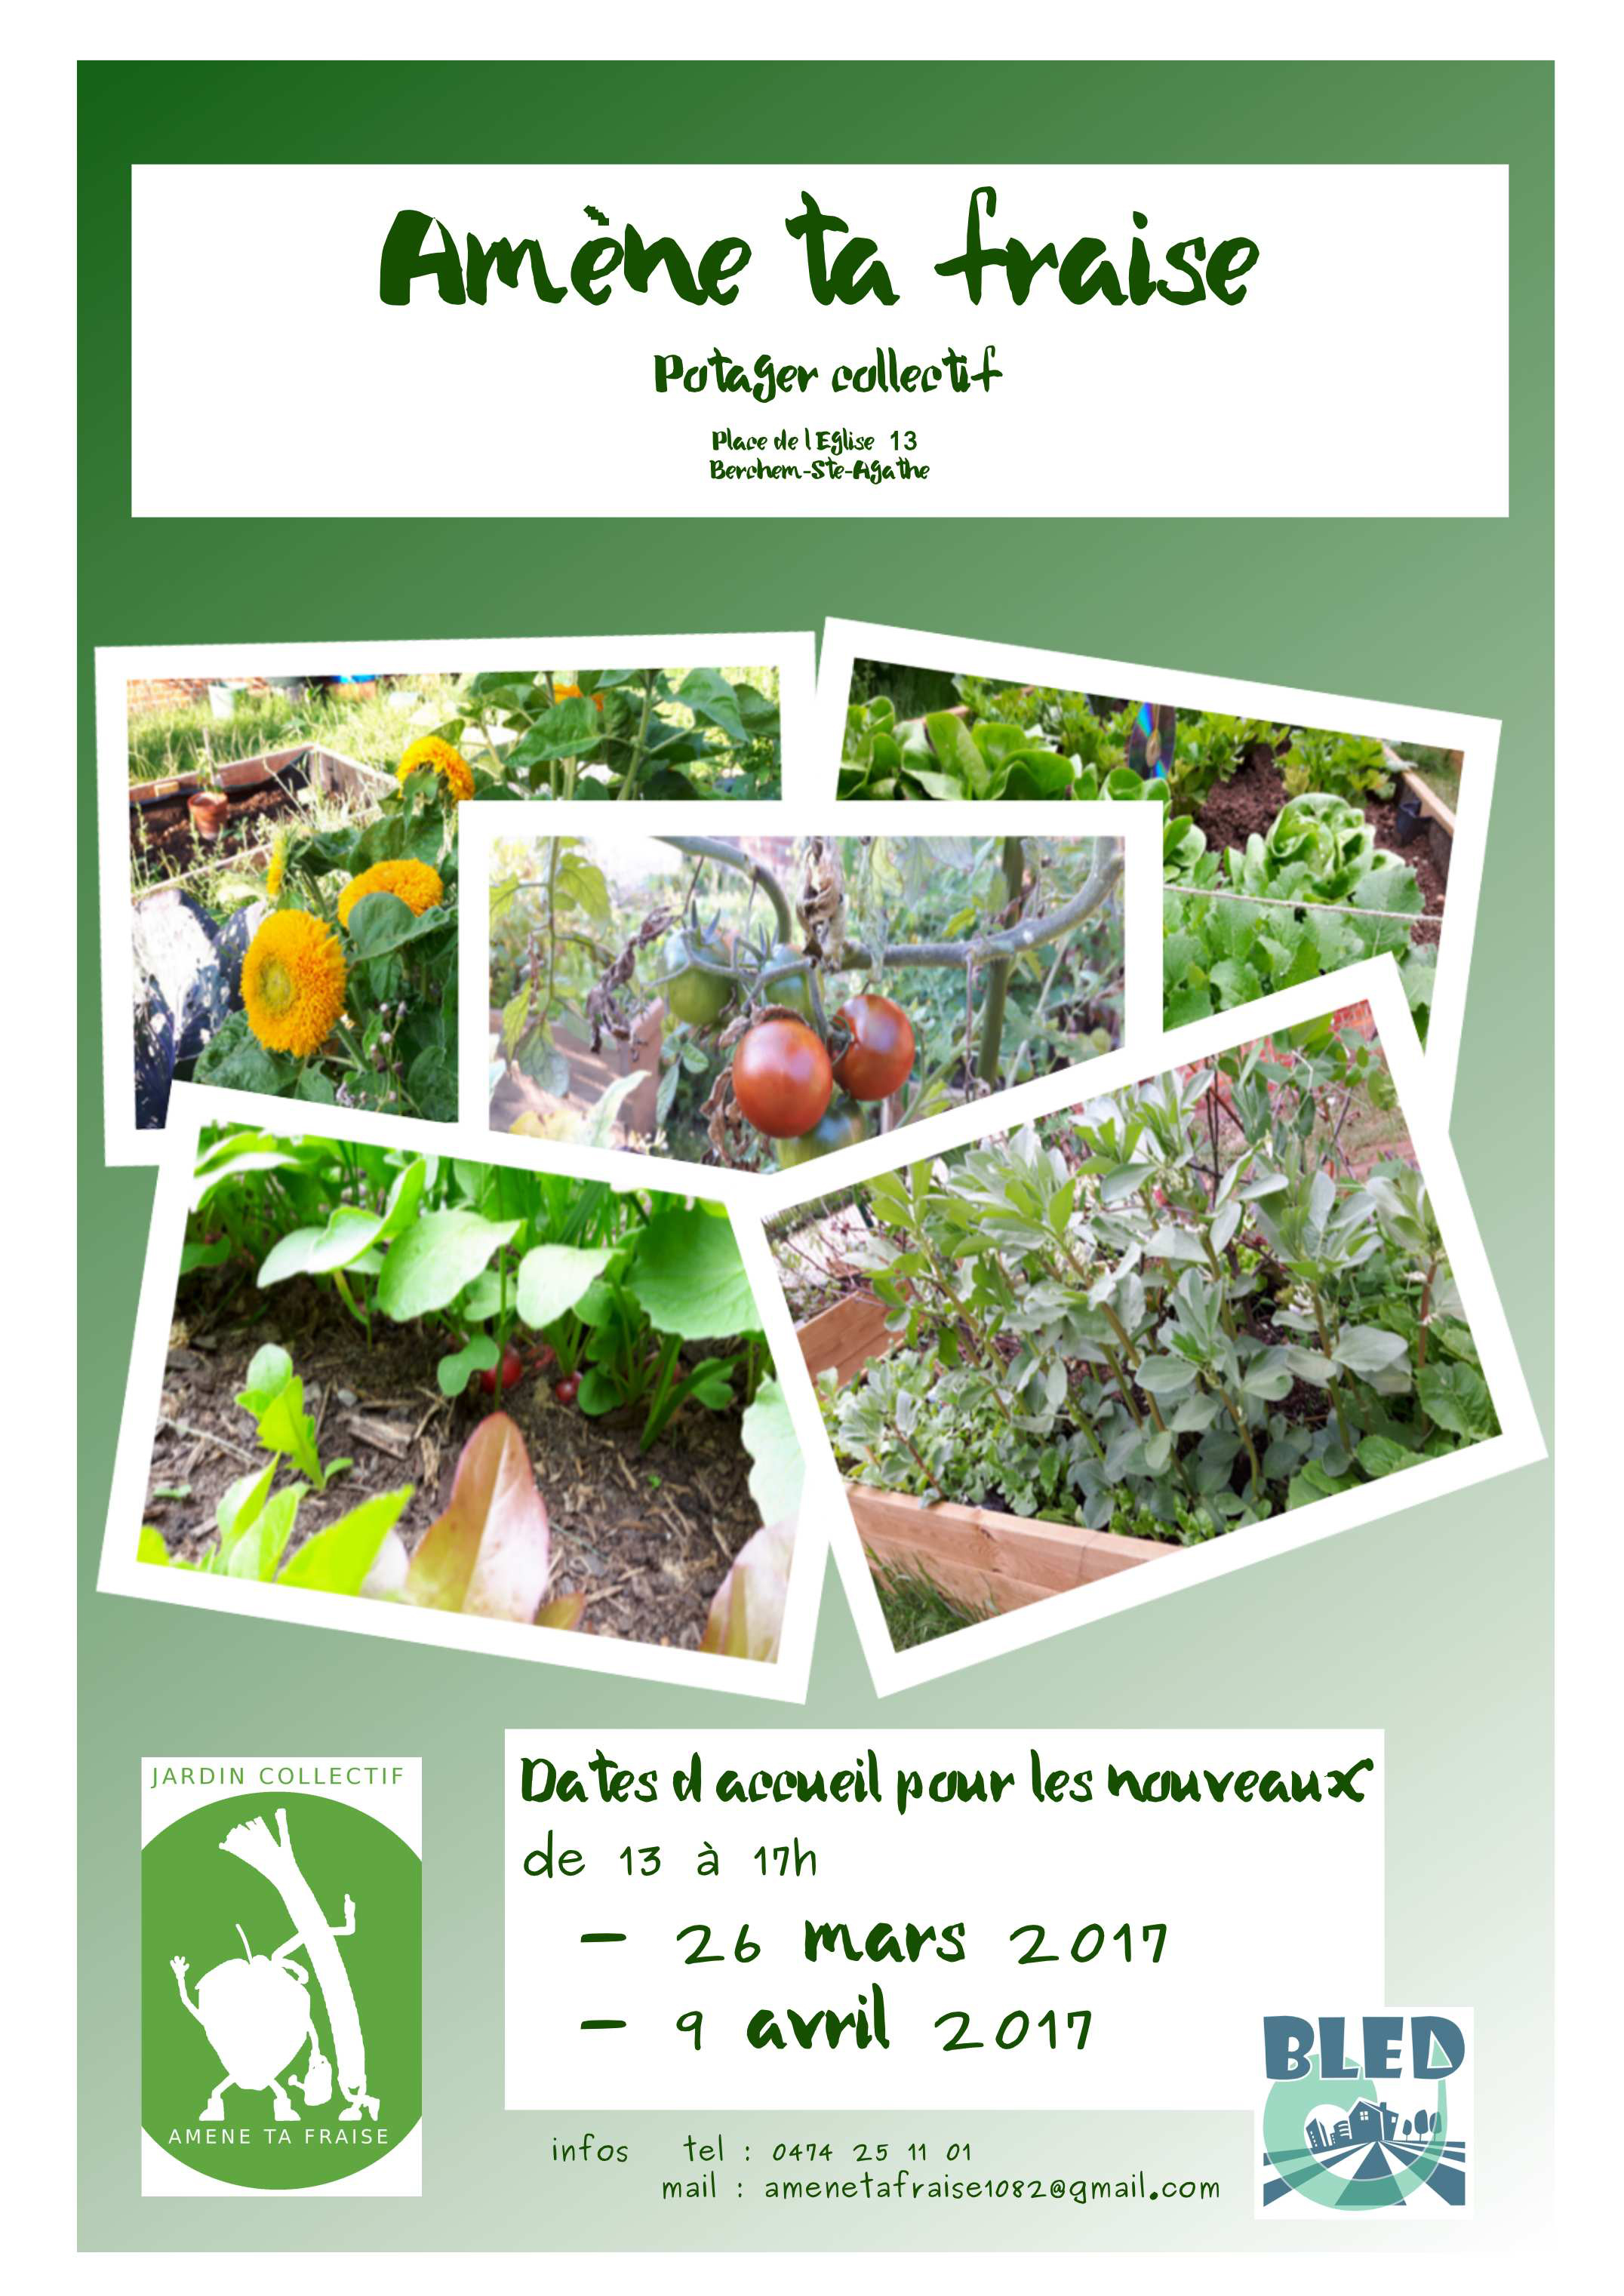 Amène ta fraise
Potager collectif
Place de l Eglise 13
Berchem-Ste-Agathe
JARDIN COLLECTIF
AMENE TA FRAISE
Dates d accueil pour les nouveaux
de 13 à 17h
- 26 mars 2017
- 9 avril 2017
BLED
infos tel : 0474 25 11 01
mail : amenetafraise1082@gmail.com